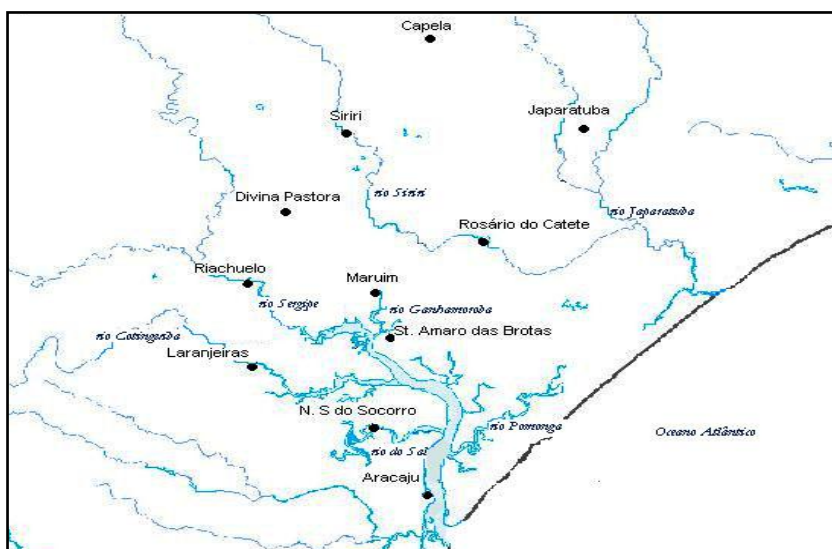 Capela
Japaratuba
Siriri
Divina Pastora
rio Siriri
rio Japaratuba
Rosário do Catete
Riachuelo
Maruim
rio Sergipe
rio Ganhamoroba
St. Amaro das Brotas
rio Cotinguiba
Laranjeiras
N. S do Socorro
rio Pomonga
Oceano Atlântico
rio do Sal
Aracaju